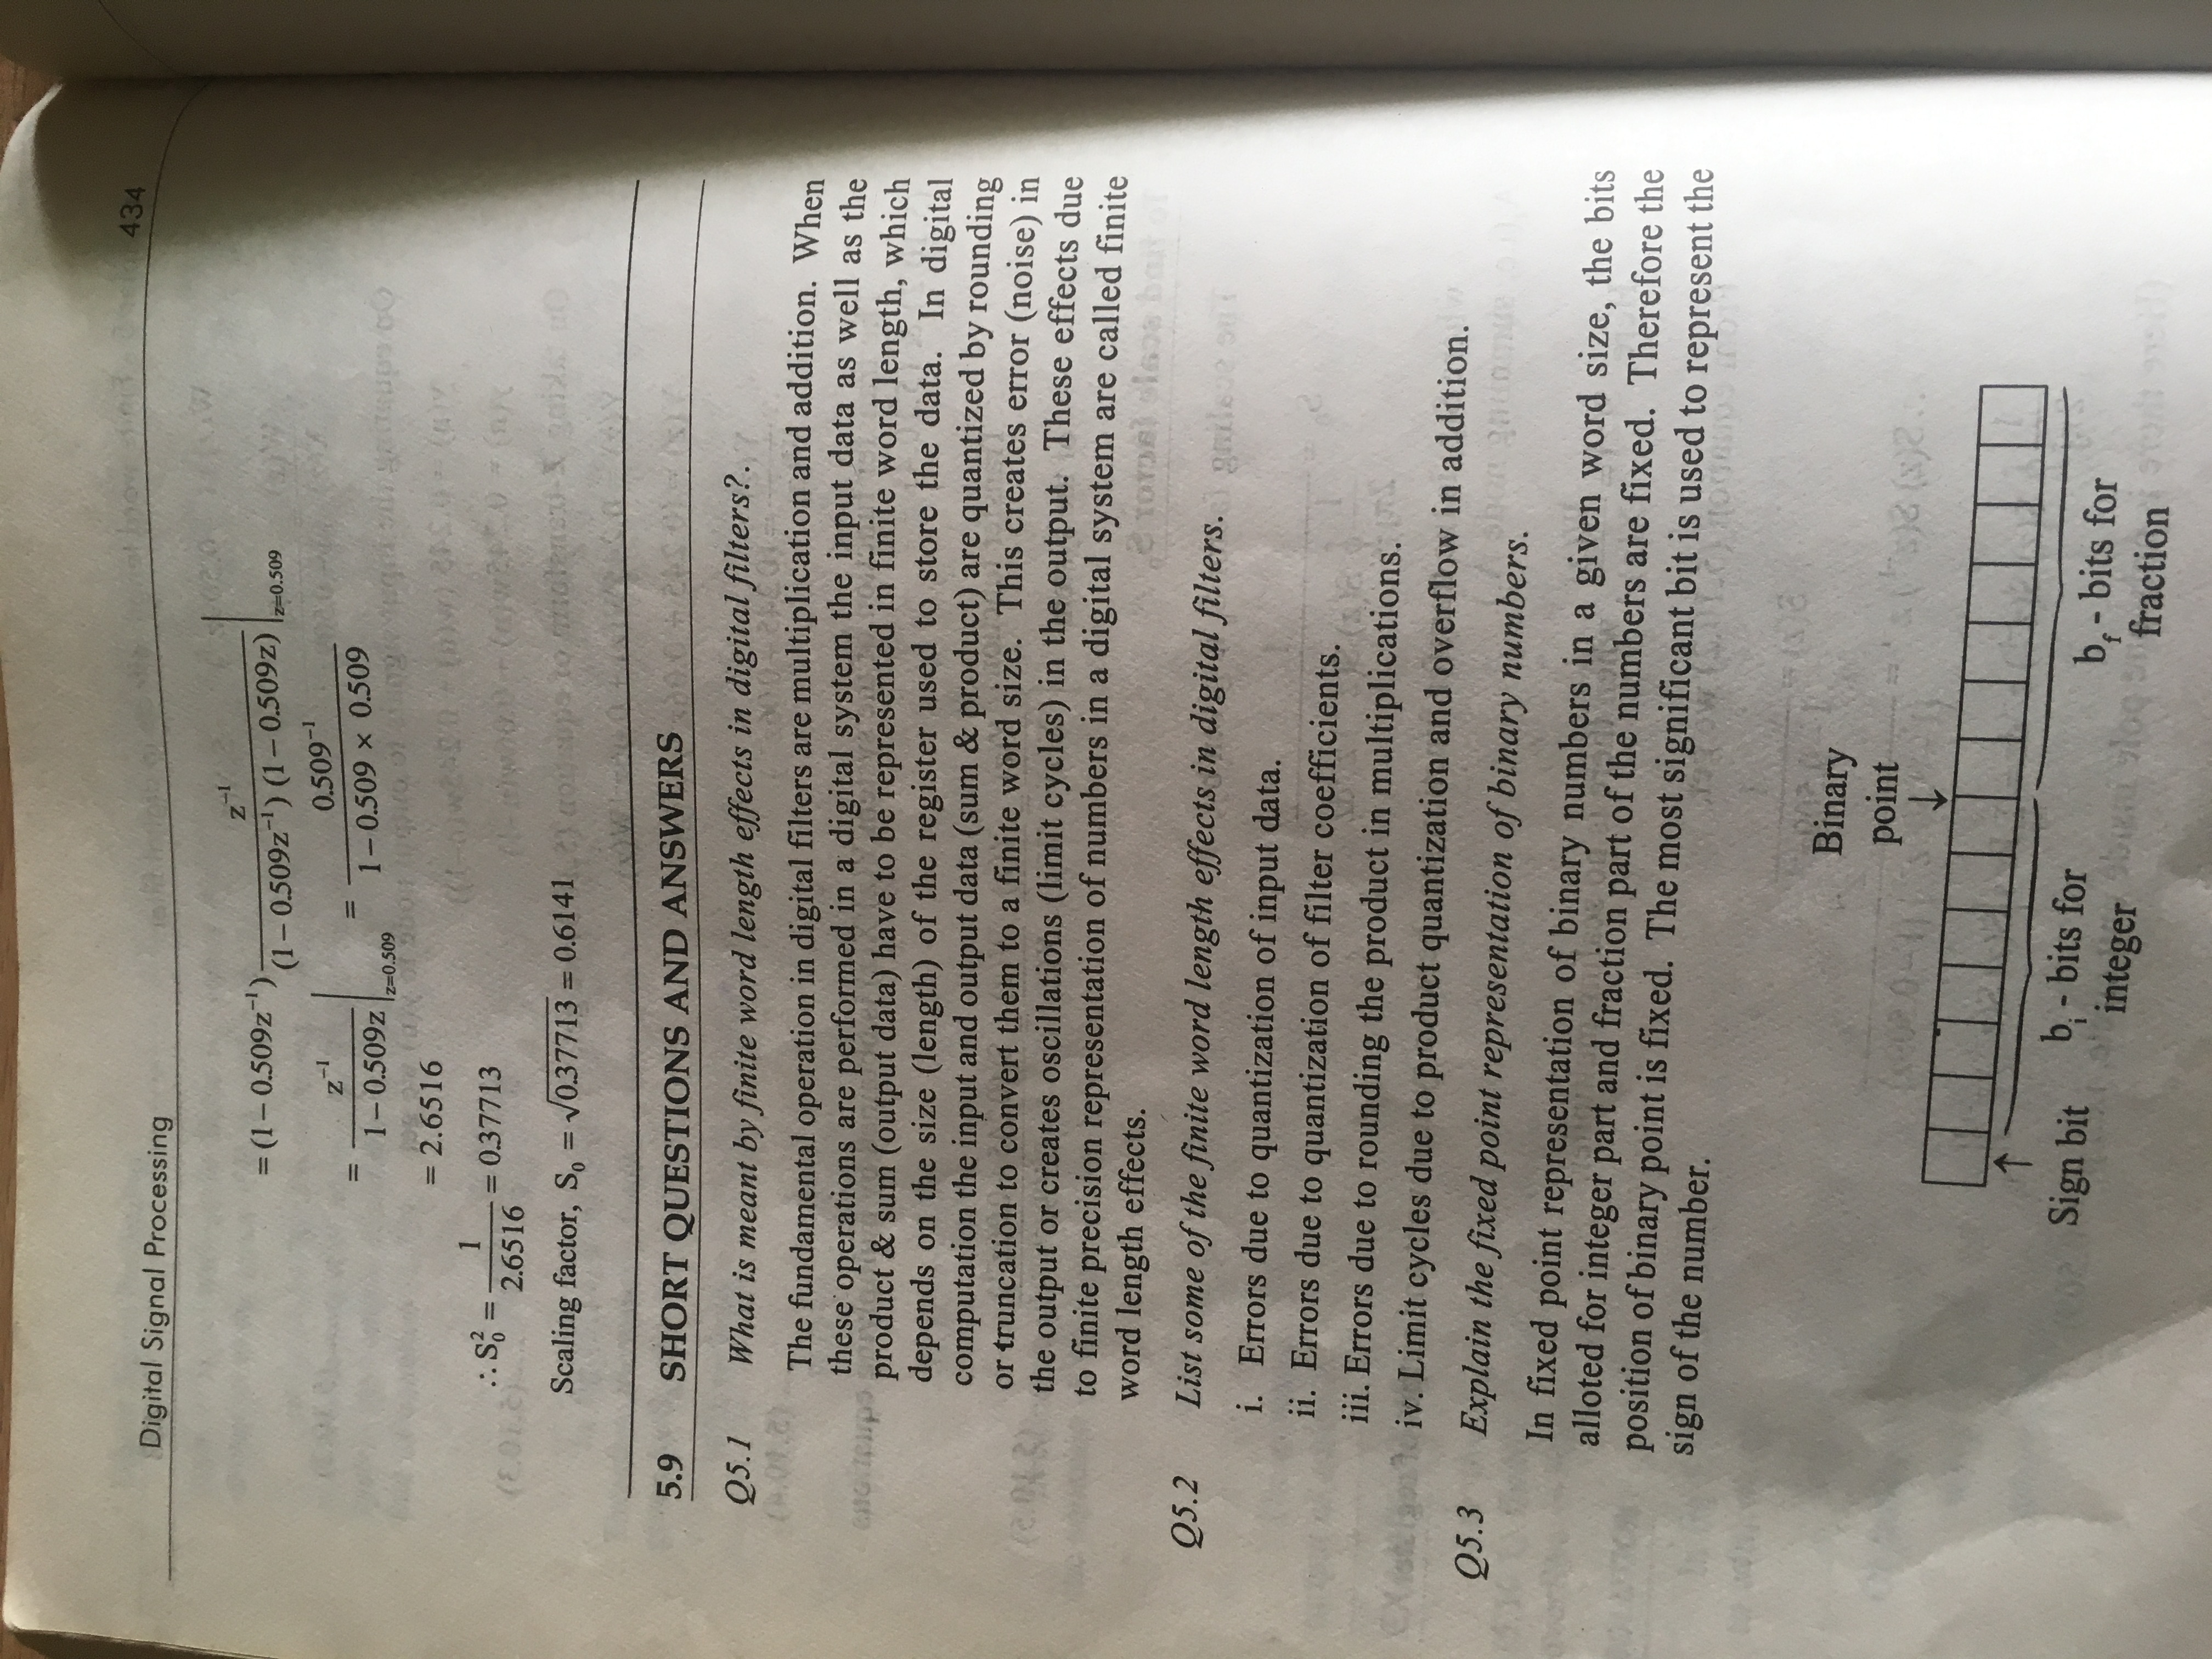 Digital Signal Processing 434
= (1 – 0.509z⁻¹) z⁻¹ / (1 – 0.509z⁻¹) (1 – 0.509z) |z=0.509
= z⁻¹ / 1 – 0.509z |z=0.509 = 0.509⁻¹ / 1 – 0.509 × 0.509
= 2.6516
∴ S₀² = 1 / 2.6516 = 0.37713
Scaling factor, S₀ = √0.37713 = 0.6141
5.9 SHORT QUESTIONS AND ANSWERS
Q5.1 What is meant by finite word length effects in digital filters?.
The fundamental operation in digital filters are multiplication and addition. When
these operations are performed in a digital system the input data as well as the
product & sum (output data) have to be represented in finite word length, which
depends on the size (length) of the register used to store the data. In digital
computation the input and output data (sum & product) are quantized by rounding
or truncation to convert them to a finite word size. This creates error (noise) in
the output or creates oscillations (limit cycles) in the output. These effects due
to finite precision representation of numbers in a digital system are called finite
word length effects.
Q5.2 List some of the finite word length effects in digital filters.
i. Errors due to quantization of input data.
ii. Errors due to quantization of filter coefficients.
iii. Errors due to rounding the product in multiplications.
iv. Limit cycles due to product quantization and overflow in addition.
Q5.3 Explain the fixed point representation of binary numbers.
In fixed point representation of binary numbers in a given word size, the bits
alloted for integer part and fraction part of the numbers are fixed. Therefore the
position of binary point is fixed. The most significant bit is used to represent the
sign of the number.
Binary
point
↓
↑
Sign bit
bᵢ - bits for
integer
b_f - bits for
fraction